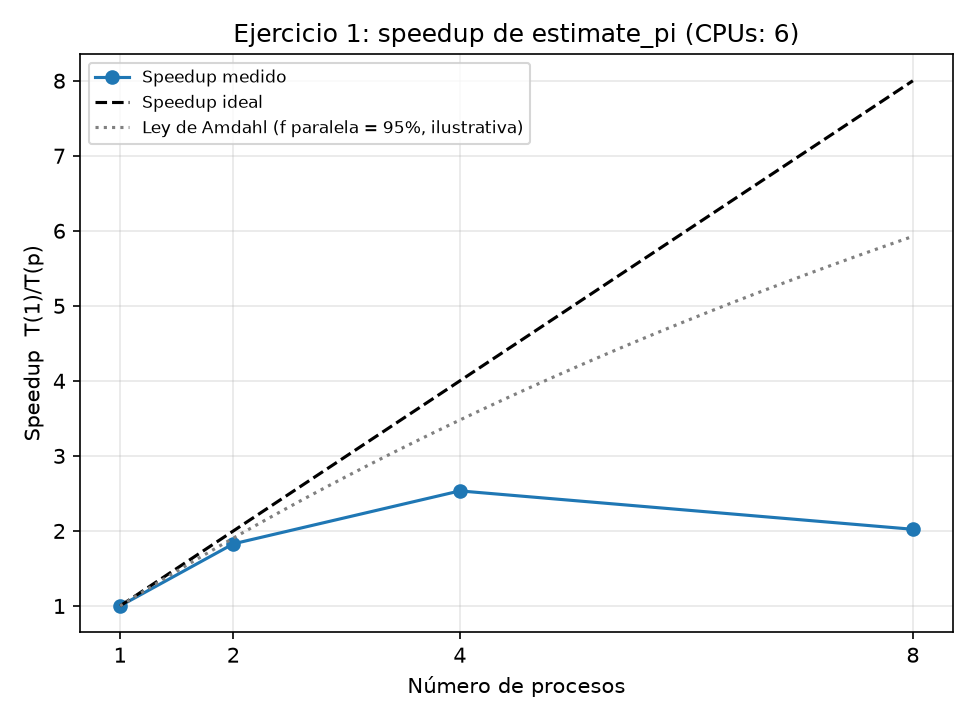 Ejercicio 1: speedup de estimate_pi (CPUs: 6)
Speedup medido
Speedup ideal
Ley de Amdahl (f paralela = 95%, ilustrativa)
8
7
6
5
4
3
2
1
Speedup T(1)/T(p)
1 2 4 8
Número de procesos